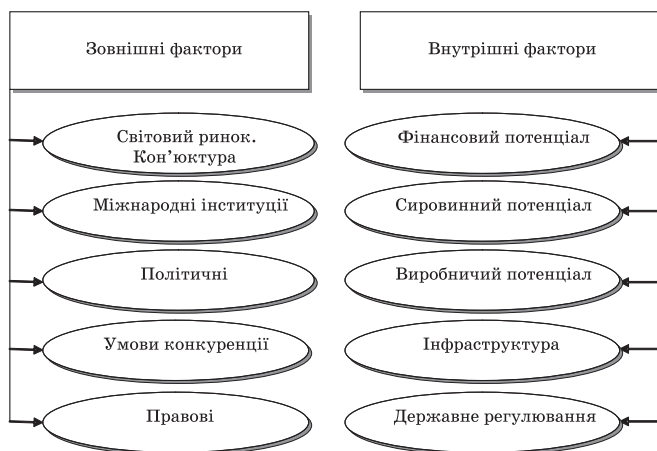 Зовнішні фактори
Світовий ринок.
Кон’юктура
Міжнародні інституції
Політичні
Умови конкуренції
Правові
Внутрішні фактори
Фінансовий потенціал
Сировинний потенціал
Виробничий потенціал
Інфраструктура
Державне регулювання